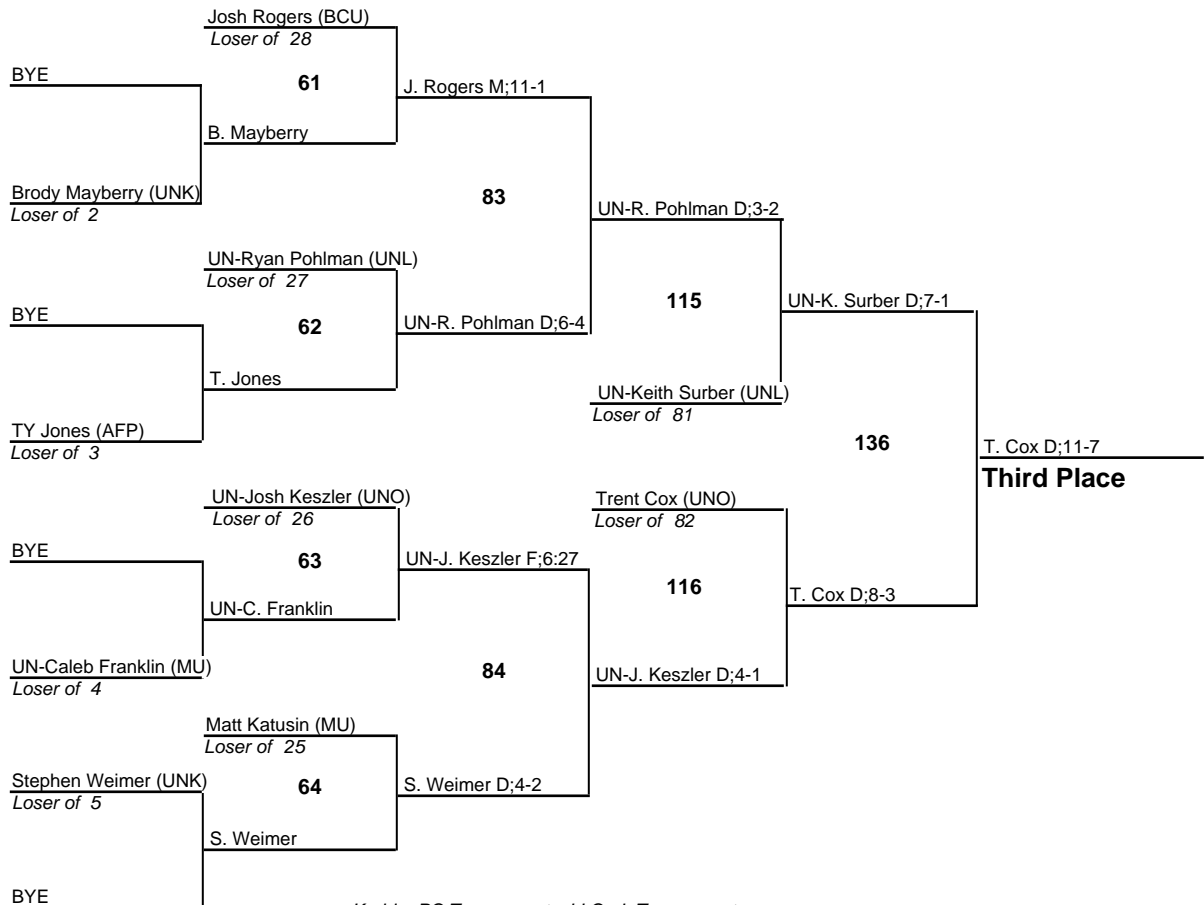 Josh Rogers (BCU)
Loser of 28
BYE
61
J. Rogers M;11-1
B. Mayberry
Brody Mayberry (UNK)
Loser of 2
83
UN-R. Pohlman D;3-2
UN-Ryan Pohlman (UNL)
Loser of 27
BYE
62
UN-R. Pohlman D;6-4
115
UN-K. Surber D;7-1
T. Jones
UN-Keith Surber (UNL)
Loser of 81
TY Jones (AFP)
Loser of 3
136
T. Cox D;11-7
Third Place
UN-Josh Keszler (UNO)
Loser of 26
Trent Cox (UNO)
Loser of 82
BYE
63
UN-J. Keszler F;6:27
116
T. Cox D;8-3
UN-C. Franklin
UN-Caleb Franklin (MU)
Loser of 4
84
UN-J. Keszler D;4-1
Matt Katusin (MU)
Loser of 25
Stephen Weimer (UNK)
Loser of 5
64
S. Weimer D;4-2
S. Weimer
BYE